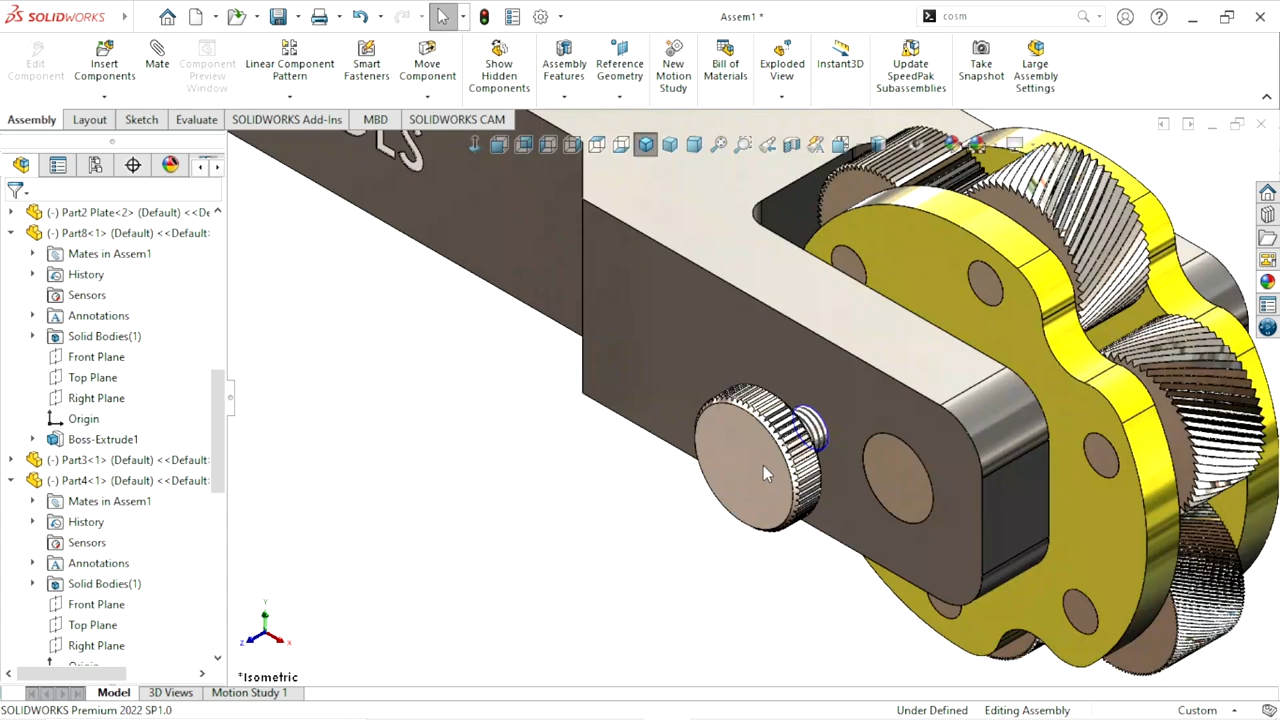 SOLIDWORKS
Assem1 *
cosm
Edit Component
Insert Components
Mate
Component Preview Window
Linear Component Pattern
Smart Fasteners
Move Component
Show Hidden Components
Assembly Features
Reference Geometry
New Motion Study
Bill of Materials
Exploded View
Instant3D
Update SpeedPak Subassemblies
Take Snapshot
Large Assembly Settings
Assembly
Layout
Sketch
Evaluate
SOLIDWORKS Add-Ins
MBD
SOLIDWORKS CAM
(-) Part2 Plate<2> (Default) <<De
(-) Part8<1> (Default) <<Default:
Mates in Assem1
History
Sensors
Annotations
Solid Bodies(1)
Front Plane
Top Plane
Right Plane
Origin
Boss-Extrude1
(-) Part3<1> (Default) <<Default:
(-) Part4<1> (Default) <<Default:
Mates in Assem1
History
Sensors
Annotations
Solid Bodies(1)
Front Plane
Top Plane
Right Plane
Y
Z
X
*Isometric
Model
3D Views
Motion Study 1
SOLIDWORKS Premium 2022 SP1.0
Under Defined
Editing Assembly
Custom